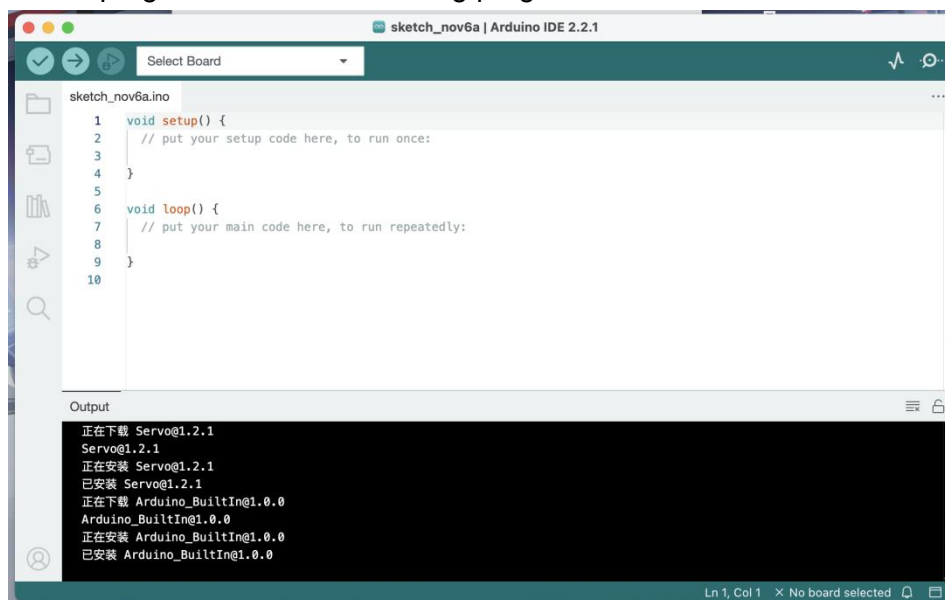 sketch_nov6a | Arduino IDE 2.2.1
Select Board
sketch_nov6a.ino
1 void setup() {
2 // put your setup code here, to run once:
3
4 }
5
6 void loop() {
7 // put your main code here, to run repeatedly:
8
9 }
10
Output
正在下载 Servo@1.2.1
Servo@1.2.1
正在安装 Servo@1.2.1
已安装 Servo@1.2.1
正在下载 Arduino_BuiltIn@1.0.0
Arduino_BuiltIn@1.0.0
正在安装 Arduino_BuiltIn@1.0.0
已安装 Arduino_BuiltIn@1.0.0
Ln 1, Col 1 × No board selected